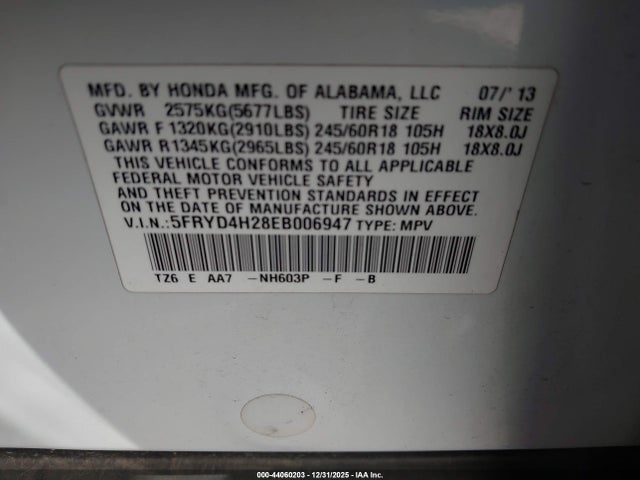 MFD. BY HONDA MFG. OF ALABAMA, LLC 07/'13
GVWR 2575KG(5677LBS) TIRE SIZE RIM SIZE
GAWR F 1320KG(2910LBS) 245/60R18 105H 18X8.0J
GAWR R1345KG(2965LBS) 245/60R18 105H 18X8.0J
THIS VEHICLE CONFORMS TO ALL APPLICABLE
FEDERAL MOTOR VEHICLE SAFETY
AND THEFT PREVENTION STANDARDS IN EFFECT
ON THE DATE OF MANUFACTURE SHOWN ABOVE.
V.I.N.:5FRYD4H28EB006947 TYPE: MPV
TZ6 E AA7 -NH603P -F -B
000-44060203 - 12/31/2025 - IAA Inc.